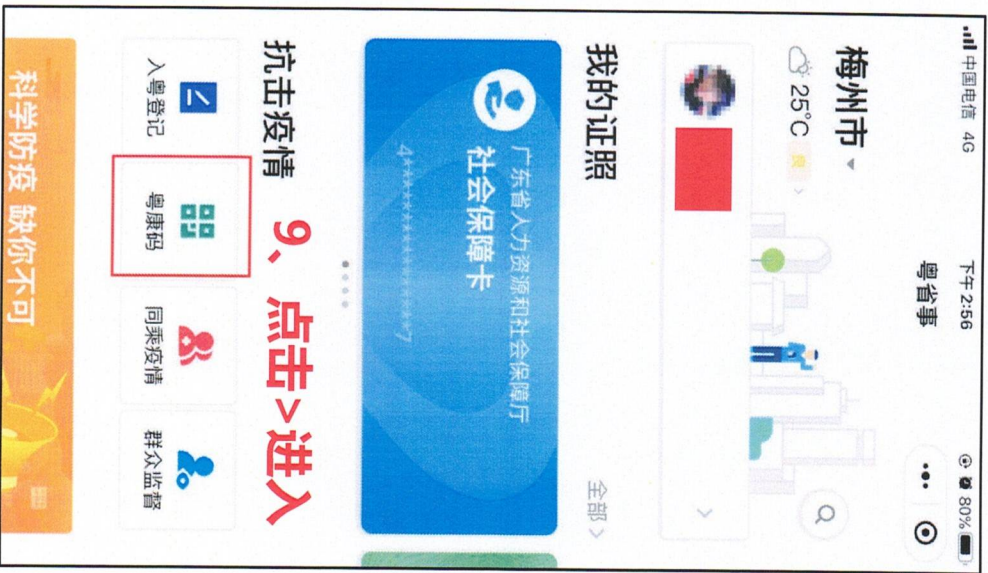 中国电信 4G 下午 2:56 80%
粤省事
梅州市
25°C 优 >
我的证照 全部 >
广东省人力资源和社会保障厅
社会保障卡
4****************7
抗击疫情 9、点击>进入
入粤登记 粤康码 同乘疫情 群众监督
科学防疫 缺你不可